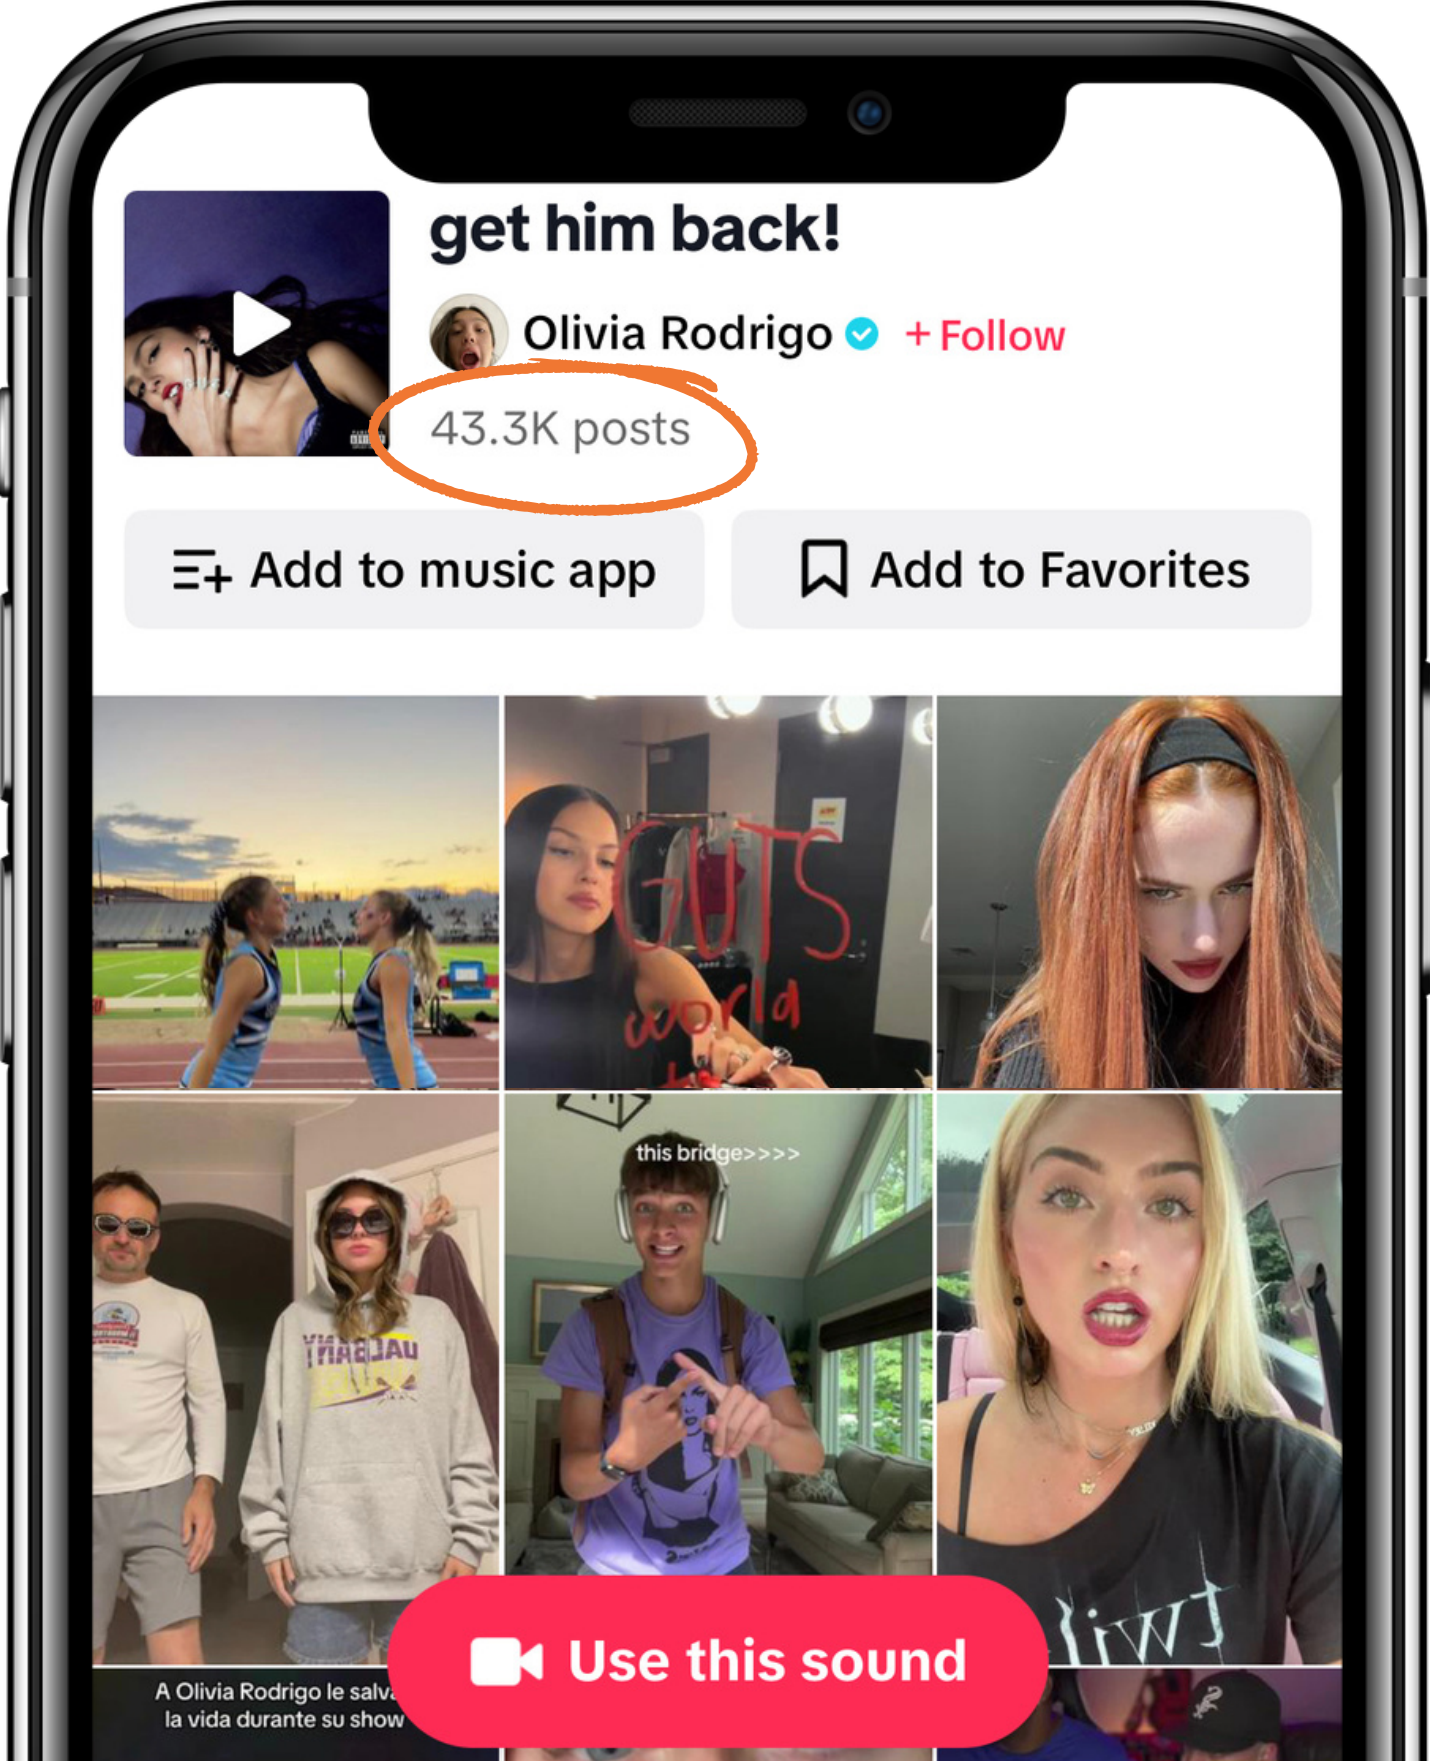 get him back!
Olivia Rodrigo
+ Follow
43.3K posts
Add to music app
Add to Favorites
GUTS
world
this bridge>>>>
Use this sound
A Olivia Rodrigo le salv
la vida durante su show